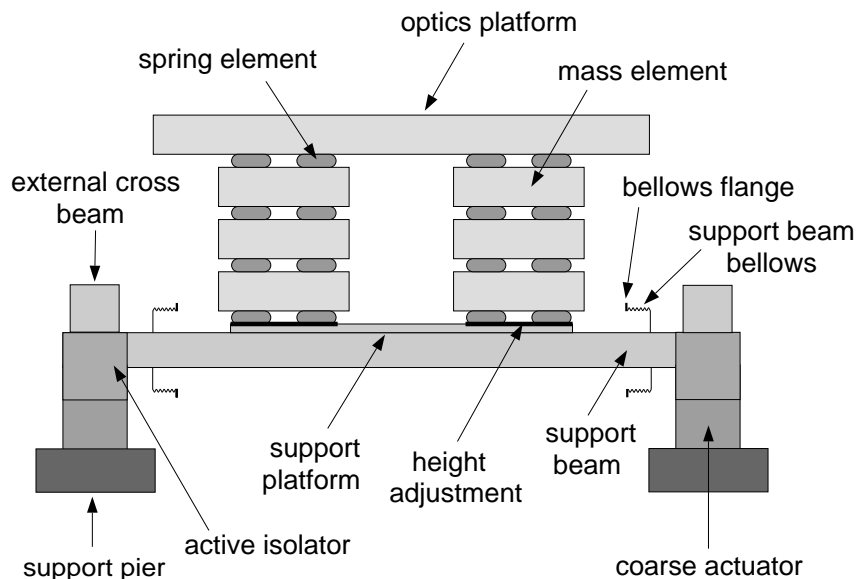 optics platform
spring element
mass element
external cross
beam
bellows flange
support beam
bellows
support
platform
height
adjustment
support
beam
active isolator
support pier
coarse actuator